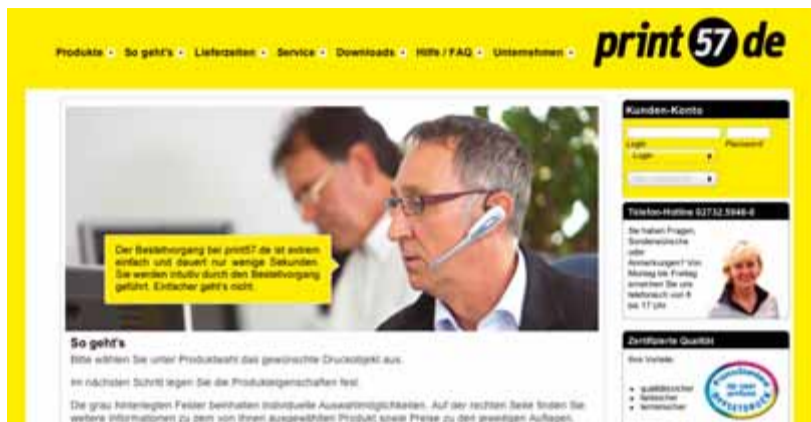 print57de
Produkte So geht's Lieferzeiten Service Downloads Hilfe / FAQ Unternehmen
Der Bestellvorgang bei print57.de ist extrem
einfach und dauert nur wenige Sekunden.
Sie werden intuitiv durch den Bestellvorgang
geführt. Einfacher geht's nicht.
So geht's
Bitte wählen Sie unter Produktwahl das gewünschte Druckobjekt aus.
Im nächsten Schritt legen Sie die Produkteigenschaften fest.
Die grau hinterlegten Felder beinhalten individuelle Auswahlmöglichkeiten. Auf der rechten Seite finden Sie
weitere Informationen zu dem von Ihnen ausgewählten Produkt sowie Preise zu den jeweiligen Auflagen.
Kunden-Konto
Login Password
Login
Telefon-Hotline 02732.5946-0
Sie haben Fragen,
Sonderwünsche
oder
Anmerkungen? Von
Montag bis Freitag
erreichen Sie uns
telefonisch von 8
bis 17 Uhr.
Zertifizierte Qualität
Ihre Vorteile:
qualitätssicher
farbsicher
terminsicher
OFFSETDRUCK